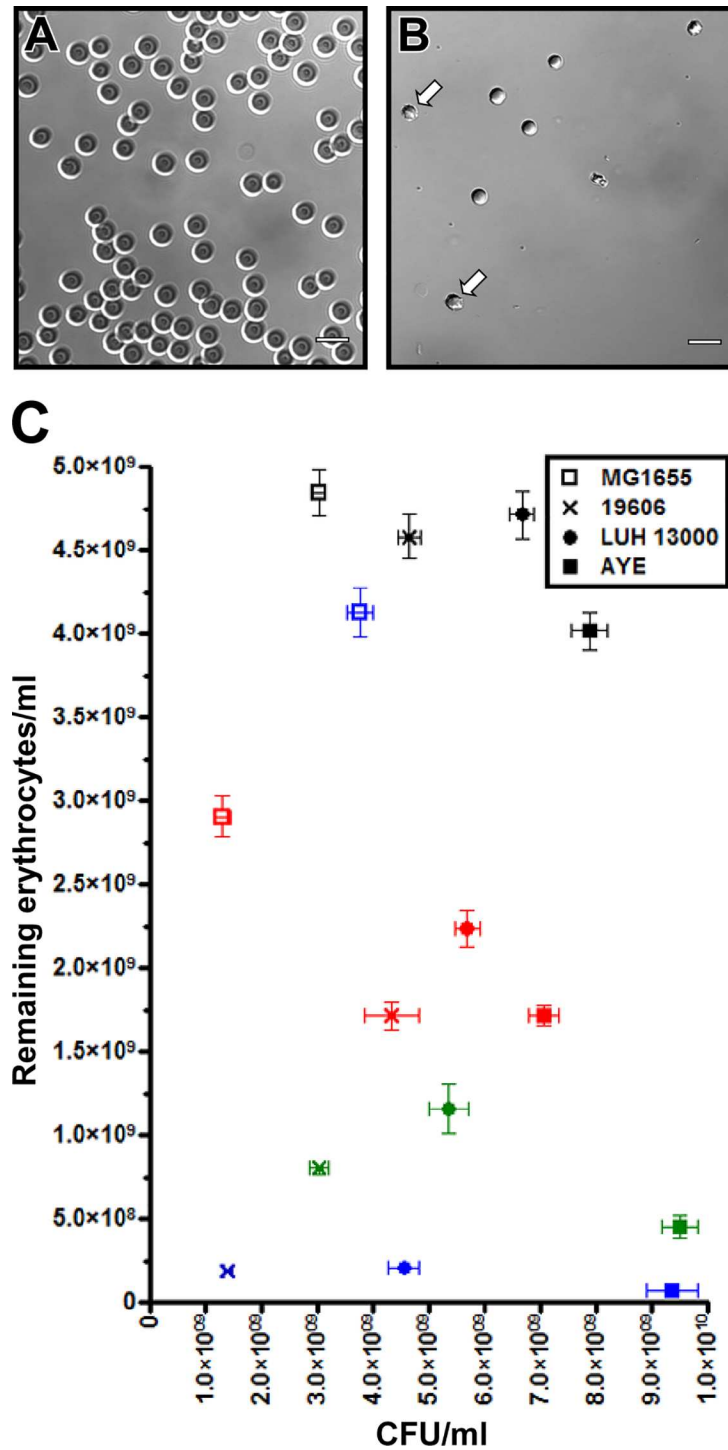 A
B
C
5.0×10⁹
4.5×10⁹
4.0×10⁹
3.5×10⁹
3.0×10⁹
2.5×10⁹
2.0×10⁹
1.5×10⁹
1.0×10⁹
5.0×10⁸
0
Remaining erythrocytes/ml
MG1655
19606
LUH 13000
AYE
0
1.0×10⁰⁹
2.0×10⁰⁹
3.0×10⁰⁹
4.0×10⁰⁹
5.0×10⁰⁹
6.0×10⁰⁹
7.0×10⁰⁹
8.0×10⁰⁹
9.0×10⁰⁹
1.0×10¹⁰
CFU/ml